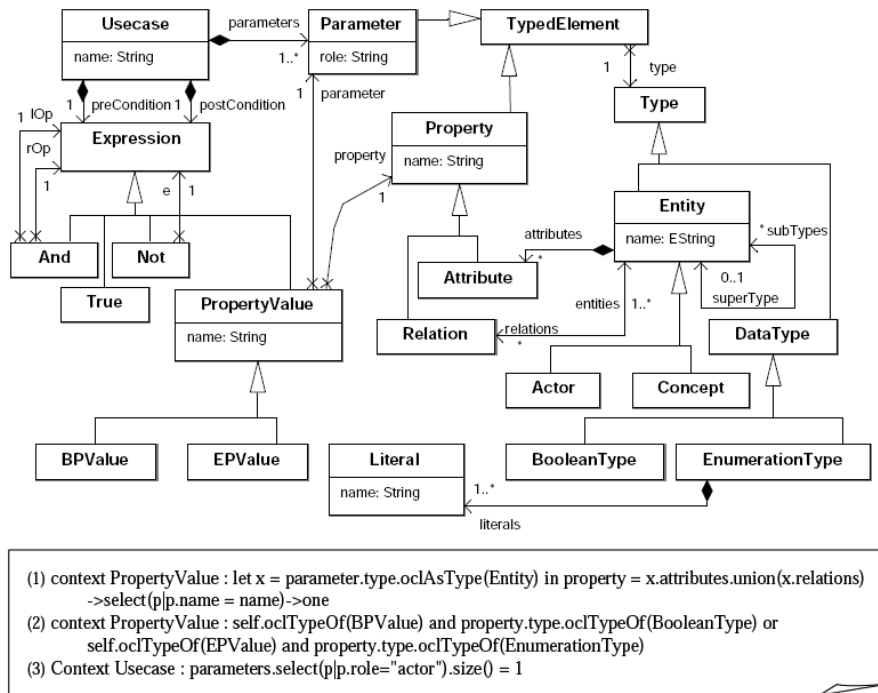 Usecase
name: String
parameters
1..*
Parameter
role: String
TypedElement
1
type
Type
1
preCondition
1
postCondition
1
parameter
1 lOp
rOp
1
Expression
e
1
property
1
Property
name: String
Entity
name: EString
* subTypes
0..1
superType
attributes
*
And
Not
True
Attribute
PropertyValue
name: String
entities
1..*
Relation
relations
*
DataType
Actor
Concept
BPValue
EPValue
Literal
name: String
1..*
literals
BooleanType
EnumerationType
(1) context PropertyValue : let x = parameter.type.oclAsType(Entity) in property = x.attributes.union(x.relations)
->select(p|p.name = name)->one
(2) context PropertyValue : self.oclTypeOf(BPValue) and property.type.oclTypeOf(BooleanType) or
self.oclTypeOf(EPValue) and property.type.oclTypeOf(EnumerationType)
(3) Context Usecase : parameters.select(p|p.role="actor").size() = 1